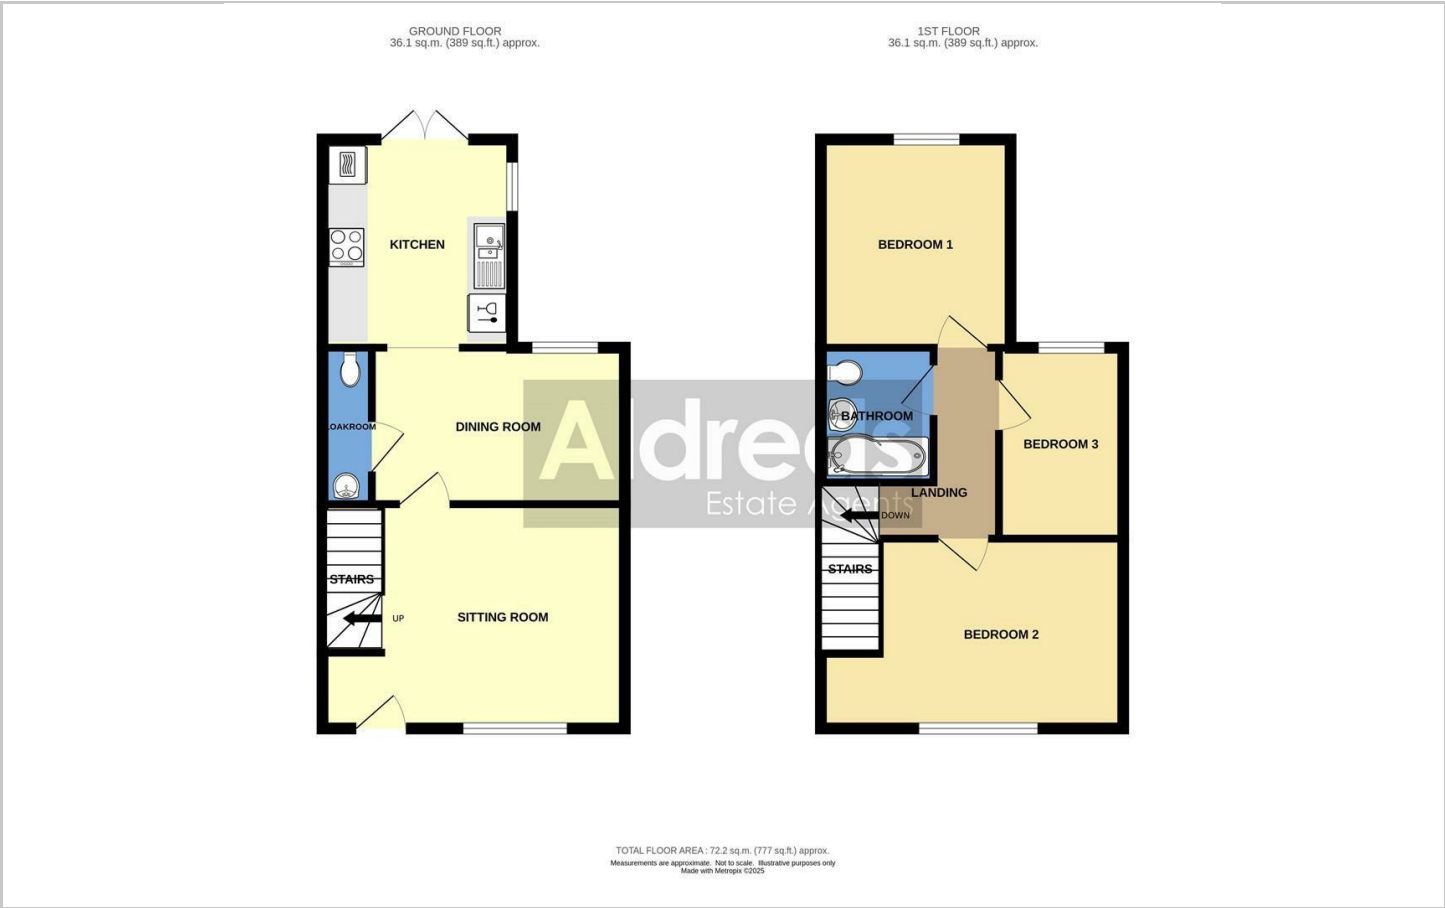 GROUND FLOOR
36.1 sq.m. (389 sq.ft.) approx.
1ST FLOOR
36.1 sq.m. (389 sq.ft.) approx.
KITCHEN
LOAKROOM
DINING ROOM
STAIRS
UP
SITTING ROOM
BEDROOM 1
BATHROOM
BEDROOM 3
LANDING
DOWN
STAIRS
BEDROOM 2
Aldreds
Estate Agents
TOTAL FLOOR AREA : 72.2 sq.m. (777 sq.ft.) approx.
Measurements are approximate. Not to scale. Illustrative purposes only
Made with Metropix ©2025